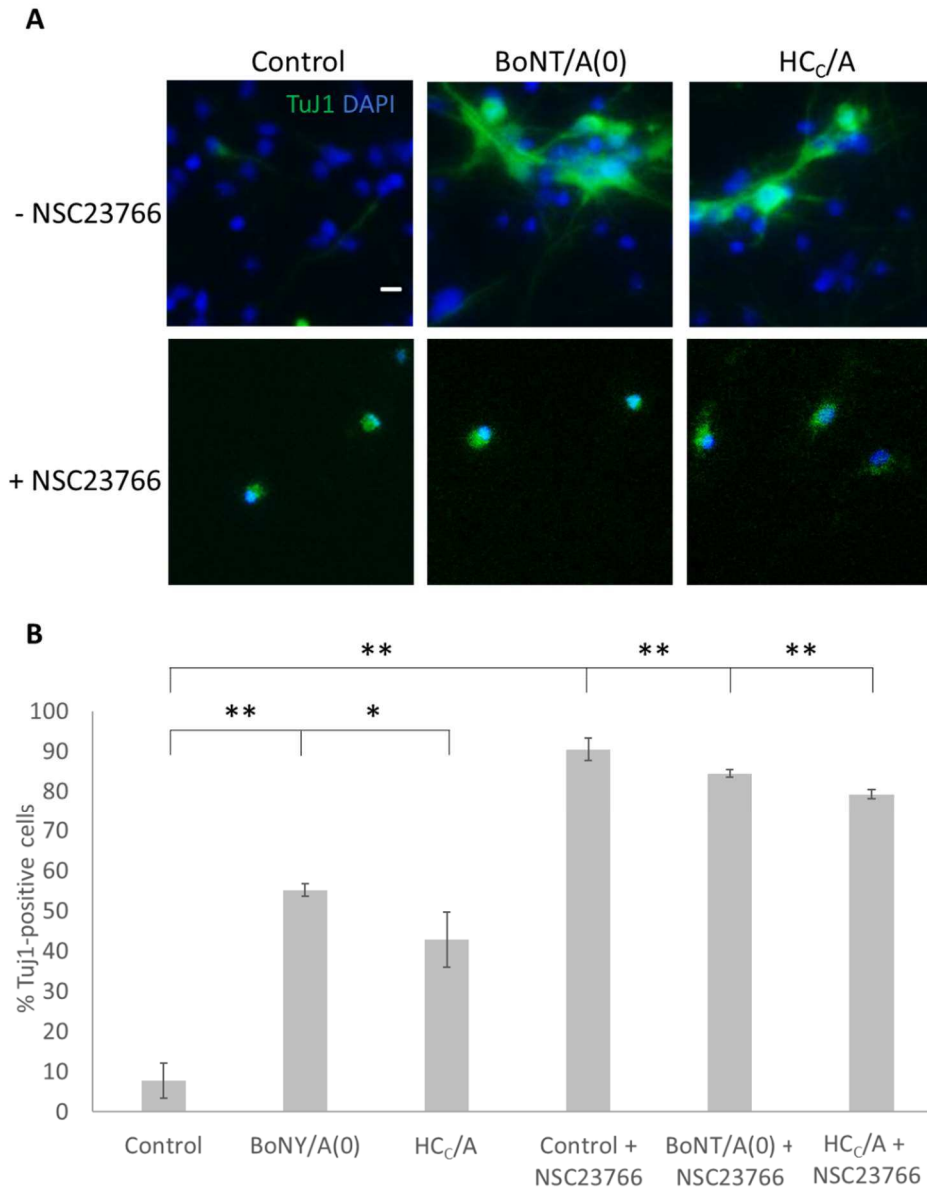 A
Control BoNT/A(0) HCC/A
TuJ1 DAPI
- NSC23766
+ NSC23766
B
** ** **
** *
% Tuj1-positive cells
100
90
80
70
60
50
40
30
20
10
0
Control BoNY/A(0) HCC/A Control + BoNT/A(0) + HCC/A +
NSC23766 NSC23766 NSC23766